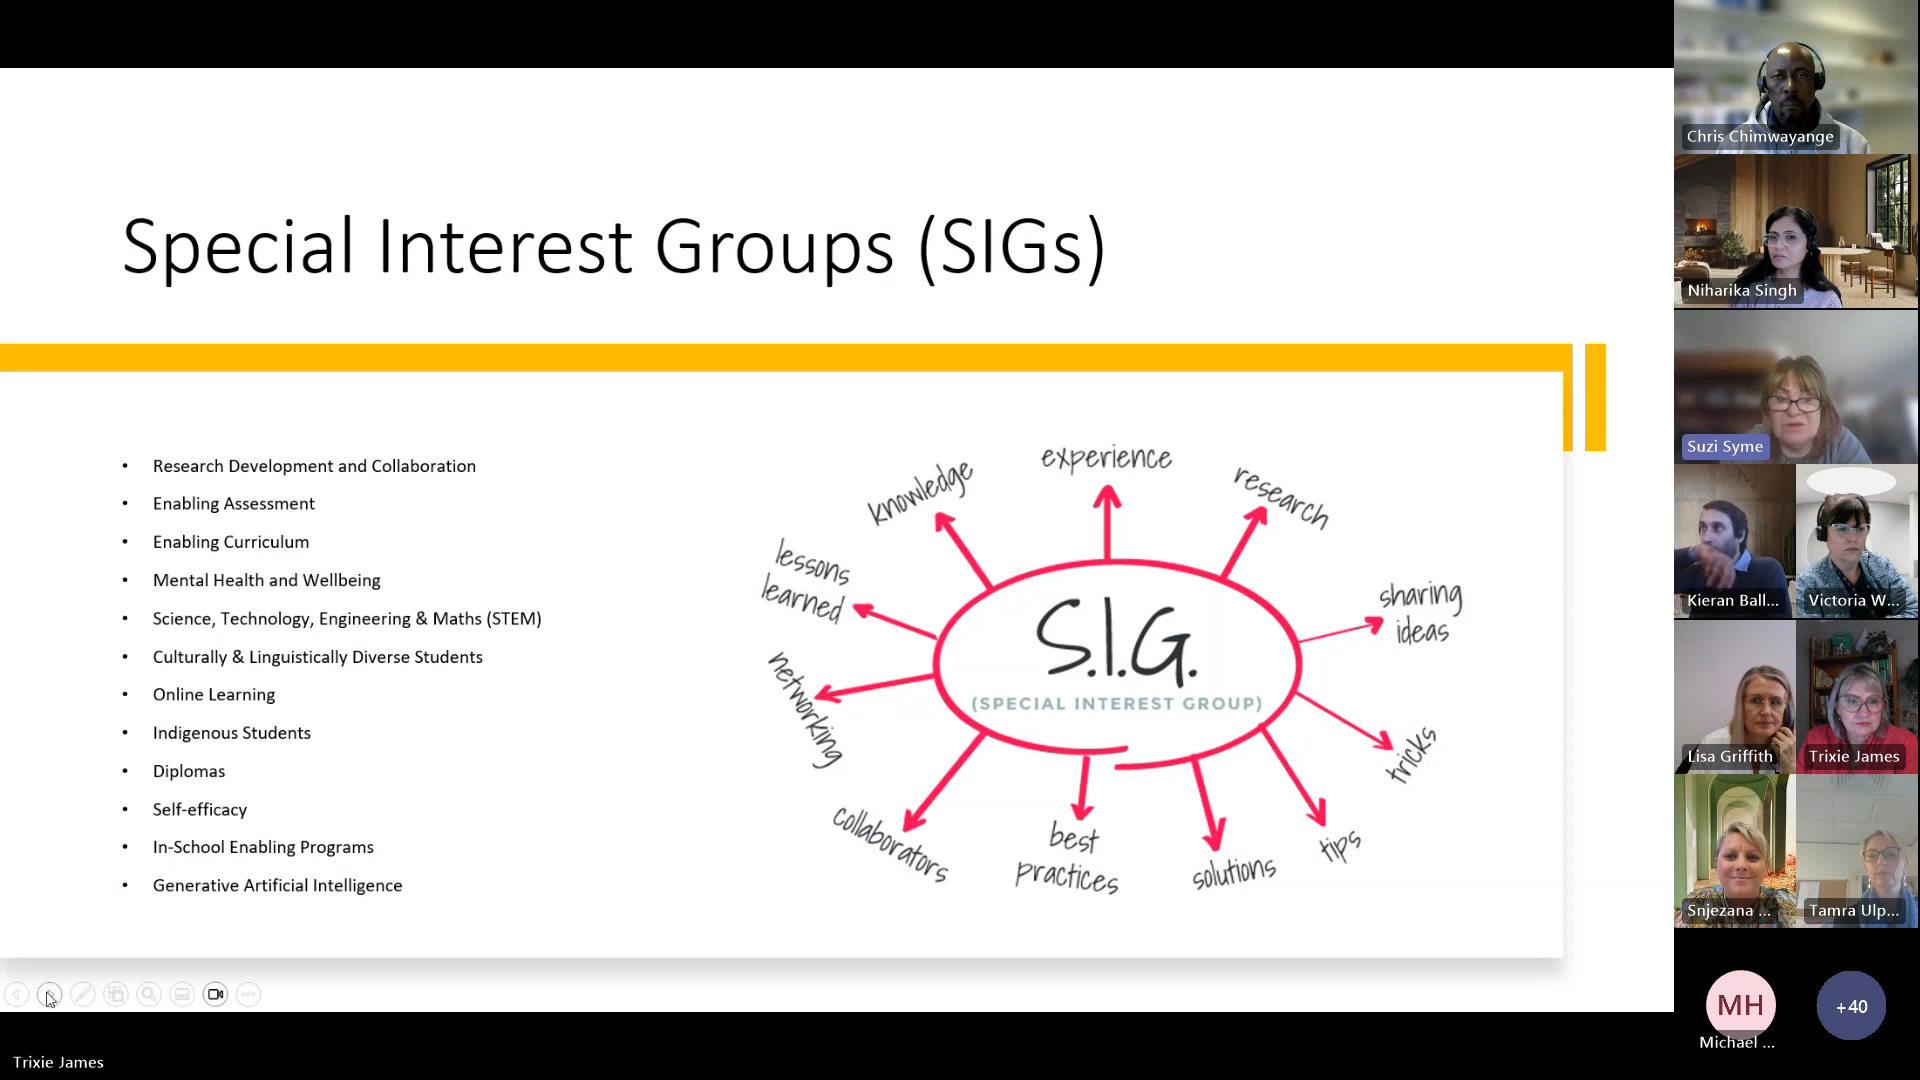 Special Interest Groups (SIGs)
• Research Development and Collaboration
• Enabling Assessment
• Enabling Curriculum
• Mental Health and Wellbeing
• Science, Technology, Engineering & Maths (STEM)
• Culturally & Linguistically Diverse Students
• Online Learning
• Indigenous Students
• Diplomas
• Self-efficacy
• In-School Enabling Programs
• Generative Artificial Intelligence
knowledge
experience
research
lessons
learned
sharing
ideas
S.I.G.
(SPECIAL INTEREST GROUP)
networking
tricks
collaborators
best
practices
solutions
tips
Chris Chimwayange
Niharika Singh
Suzi Syme
Kieran Ball...
Victoria W...
Lisa Griffith
Trixie James
Snjezana ...
Tamra Ulp...
MH
+40
Michael ...
Trixie James